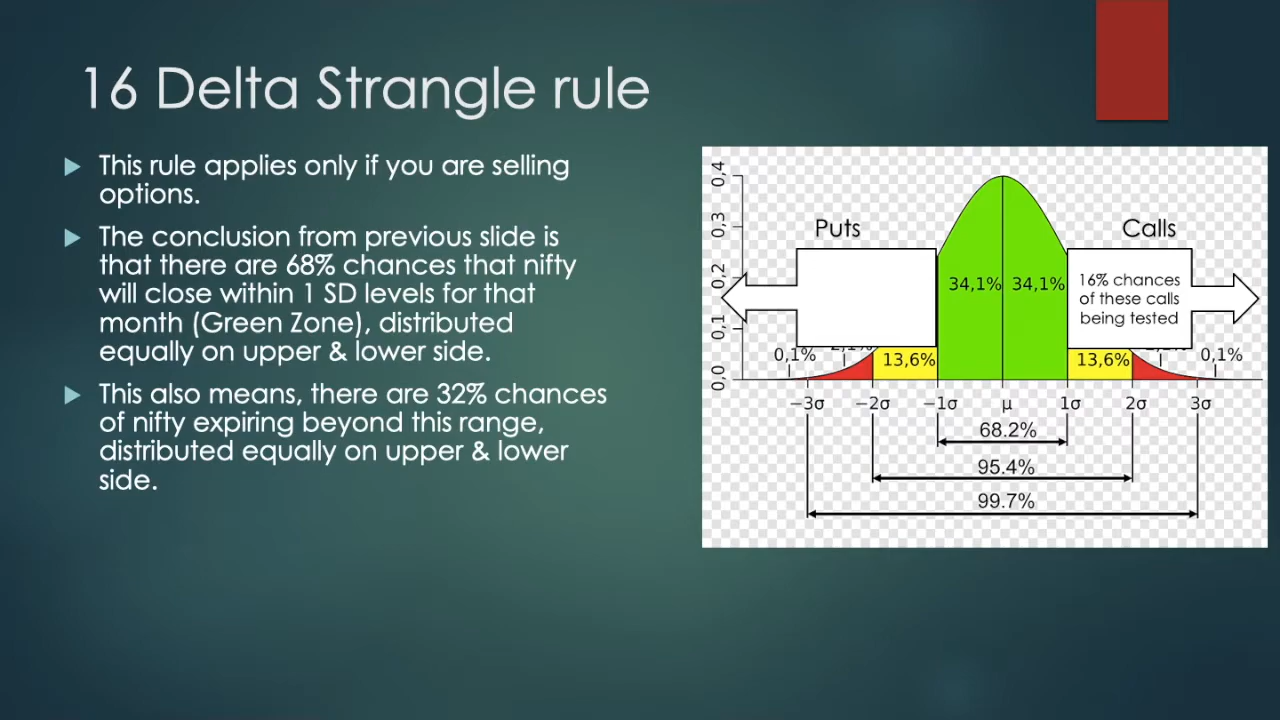 16 Delta Strangle rule
This rule applies only if you are selling
options.
The conclusion from previous slide is
that there are 68% chances that nifty
will close within 1 SD levels for that
month (Green Zone), distributed
equally on upper & lower side.
This also means, there are 32% chances
of nifty expiring beyond this range,
distributed equally on upper & lower
side.
0,4
0,3
0,2
0,1
0,0
Puts
Calls
34,1% 34,1%
16% chances
of these calls
being tested
0,1%
13,6%
13,6%
0,1%
−3σ −2σ −1σ μ 1σ 2σ 3σ
68.2%
95.4%
99.7%